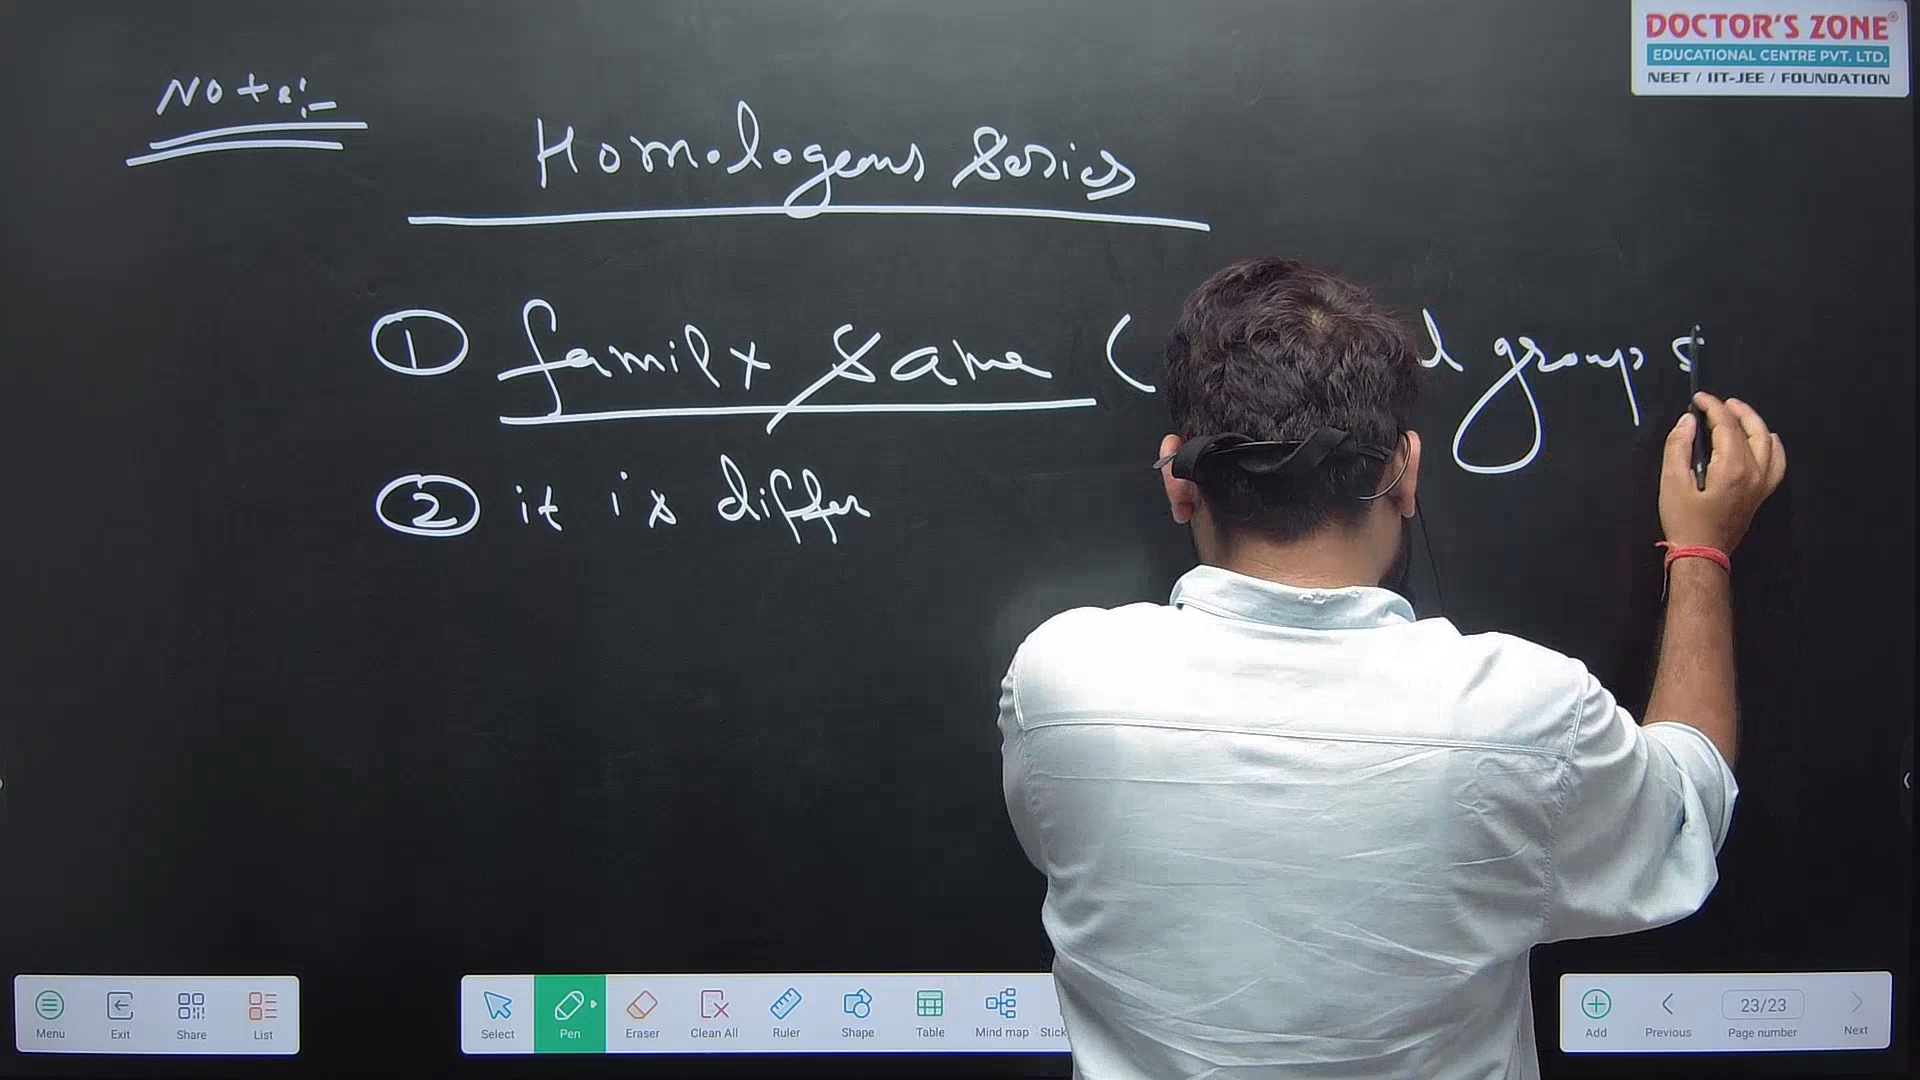 DOCTOR'S ZONE®
EDUCATIONAL CENTRE PVT. LTD.
NEET / IIT-JEE / FOUNDATION
Note:-
Homologous Series
① family same ( l group s
② it is differ
Menu Exit Share List
Select Pen Eraser Clean All Ruler Shape Table Mind map Stick
Add Previous 23/23 Page number Next